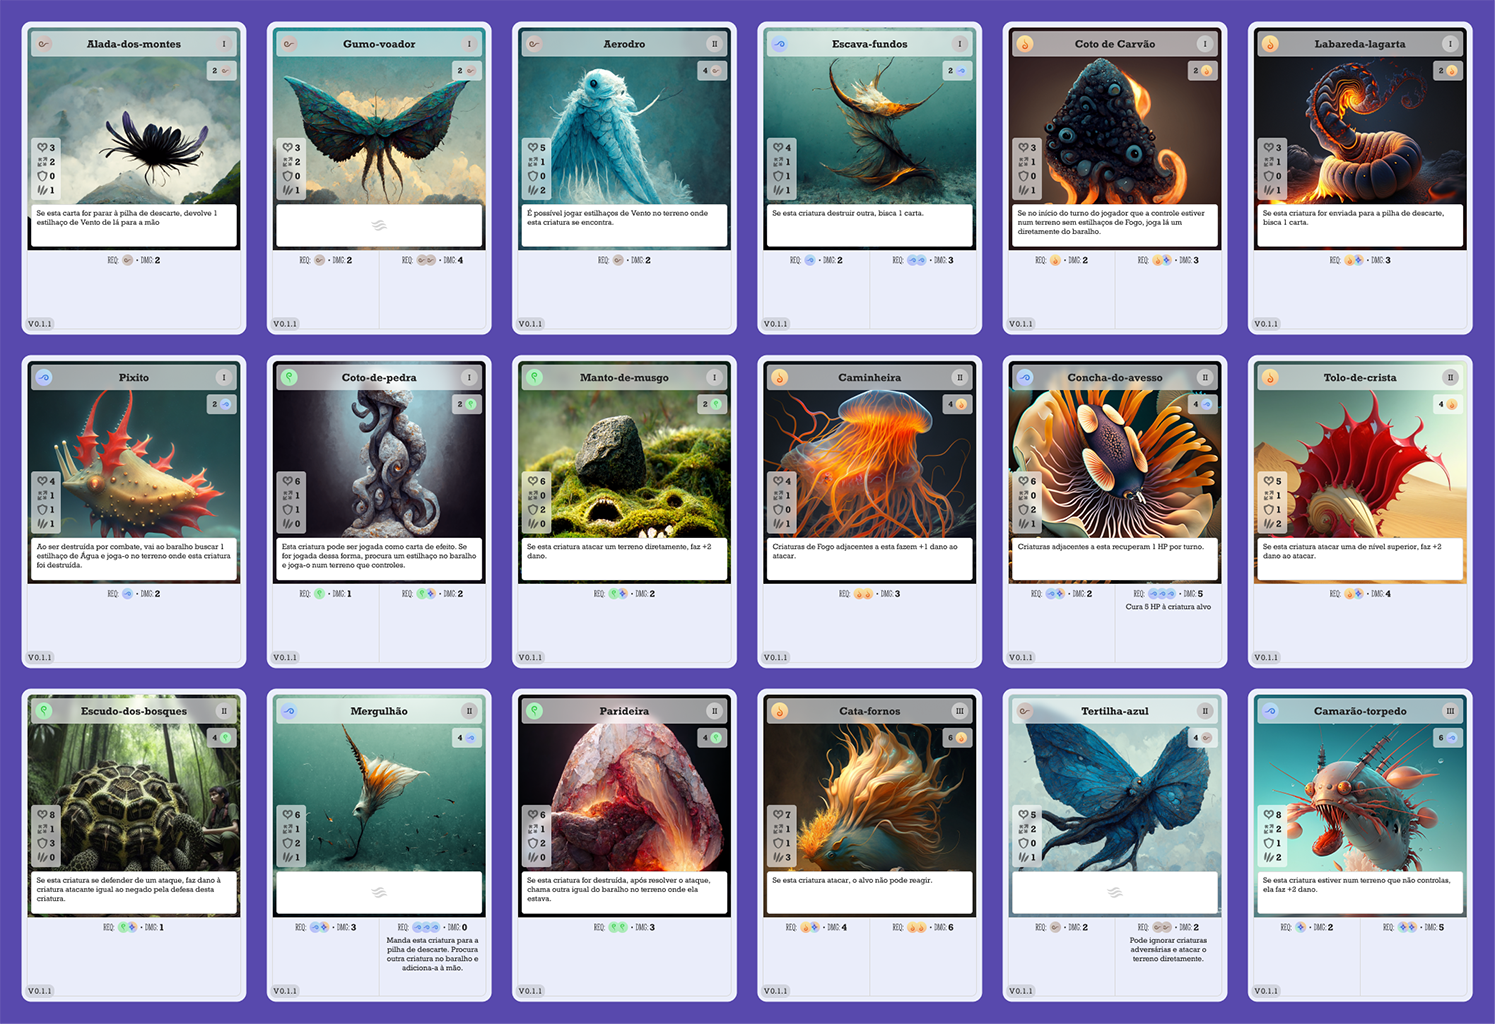 Alada-dos-montes I
2
3
2
0
1
Se esta carta for parar à pilha de descarte, devolve 1
estilhaço de Vento de lá para a mão
REQ: • DMG: 2
V 0.1.1
Gumo-voador I
2
3
2
0
1
REQ: • DMG: 2 REQ: • DMG: 4
V 0.1.1
Aerodro II
4
5
1
0
2
É possível jogar estilhaços de Vento no terreno onde
esta criatura se encontra.
REQ: • DMG: 2
V 0.1.1
Escava-fundos I
2
4
1
1
1
Se esta criatura destruir outra, bisca 1 carta.
REQ: • DMG: 2 REQ: • DMG: 3
V 0.1.1
Coto de Carvão I
2
3
1
0
1
Se no início do turno do jogador que a controle estiver
num terreno sem estilhaços de Fogo, joga lá um
diretamente do baralho.
REQ: • DMG: 2 REQ: • DMG: 3
V 0.1.1
Labareda-lagarta I
2
3
1
0
1
Se esta criatura for enviada para a pilha de descarte,
bisca 1 carta.
REQ: • DMG: 3
V 0.1.1
Pixito I
2
4
1
1
1
Ao ser destruída por combate, vai ao baralho buscar 1
estilhaço de Água e joga-o no terreno onde esta criatura
foi destruída.
REQ: • DMG: 2
V 0.1.1
Coto-de-pedra I
2
6
1
1
0
Esta criatura pode ser jogada como carta de efeito. Se
for jogada dessa forma, procura um estilhaço no baralho
e joga-o num terreno que controles.
REQ: • DMG: 1 REQ: • DMG: 2
V 0.1.1
Manto-de-musgo I
2
6
0
2
0
Se esta criatura atacar um terreno diretamente, faz +2
dano.
REQ: • DMG: 2
V 0.1.1
Caminheira II
4
4
1
0
1
Criaturas de Fogo adjacentes a esta fazem +1 dano ao
atacar.
REQ: • DMG: 3
V 0.1.1
Concha-do-avesso II
4
6
0
2
1
Criaturas adjacentes a esta recuperam 1 HP por turno.
REQ: • DMG: 2 REQ: • DMG: 5
Cura 5 HP à criatura alvo
V 0.1.1
Tolo-de-crista II
4
5
1
1
2
Se esta criatura atacar uma de nível superior, faz +2
dano ao atacar.
REQ: • DMG: 4
V 0.1.1
Escudo-dos-bosques II
4
8
1
3
0
Se esta criatura se defender de um ataque, faz dano à
criatura atacante igual ao negado pela defesa desta
criatura.
REQ: • DMG: 1
V 0.1.1
Mergulhão II
4
6
1
2
1
REQ: • DMG: 3 REQ: • DMG: 0
Manda esta criatura para a
pilha de descarte. Procura
outra criatura no baralho e
adiciona-a à mão.
V 0.1.1
Parideira II
4
6
1
2
0
Se esta criatura for destruída, após resolver o ataque,
chama outra igual do baralho no terreno onde ela
estava.
REQ: • DMG: 3
V 0.1.1
Cata-fornos III
6
7
1
1
3
Se esta criatura atacar, o alvo não pode reagir.
REQ: • DMG: 4 REQ: • DMG: 6
V 0.1.1
Tertilha-azul II
4
5
2
0
1
REQ: • DMG: 2 REQ: • DMG: 2
Pode ignorar criaturas
adversárias e atacar o
terreno diretamente.
V 0.1.1
Camarão-torpedo III
6
8
2
1
2
Se esta criatura estiver num terreno que não controlas,
ela faz +2 dano.
REQ: • DMG: 2 REQ: • DMG: 5
V 0.1.1